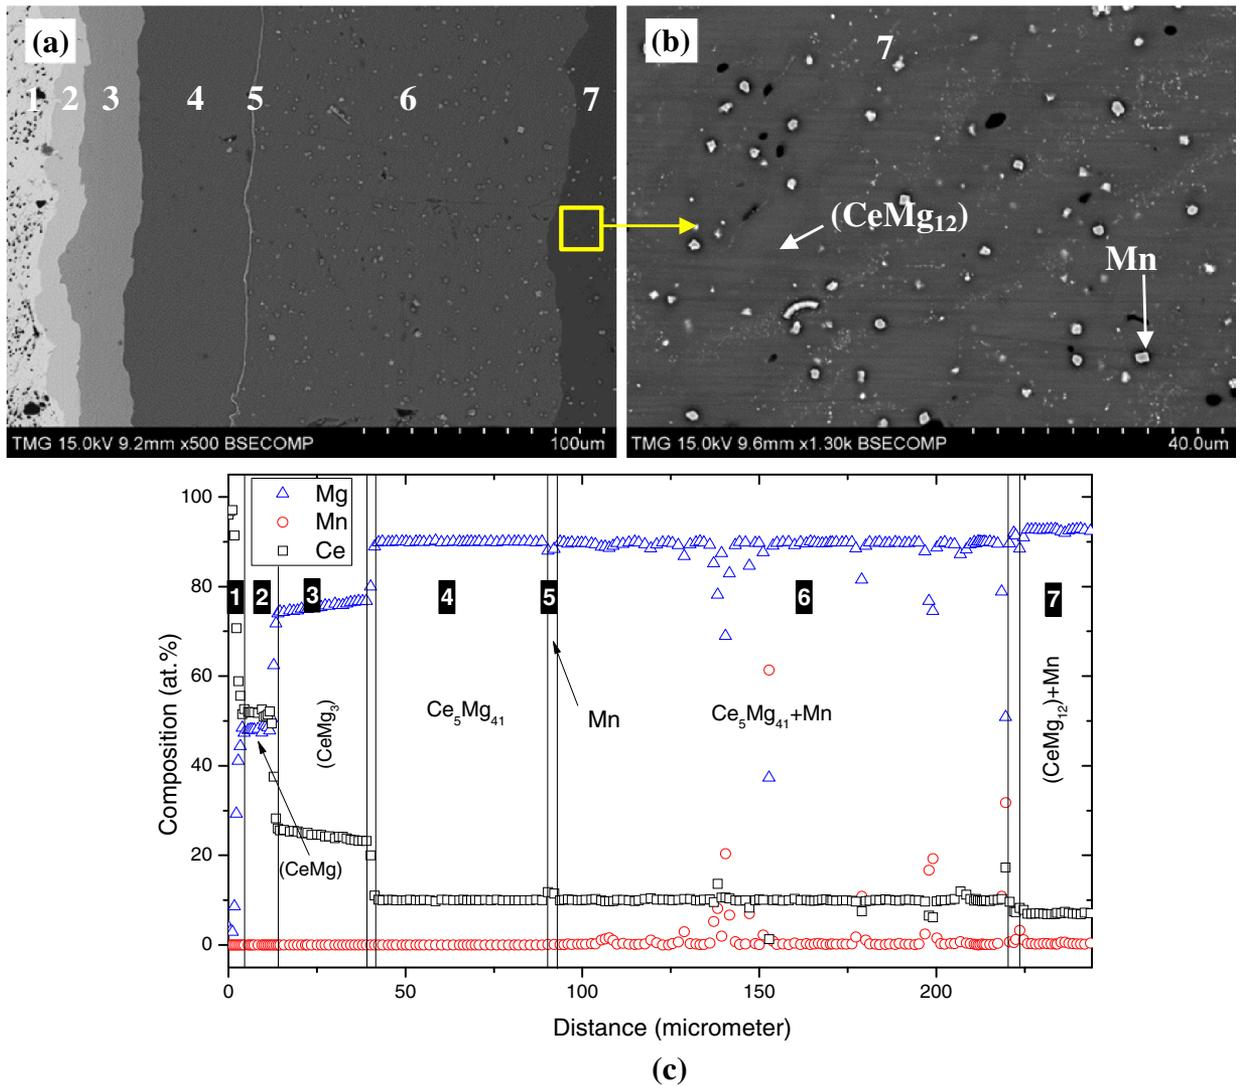 (a)
1 2 3 4 5 6 7
TMG 15.0kV 9.2mm x500 BSECOMP 100um
(b)
7
(CeMg12)
Mn
TMG 15.0kV 9.6mm x1.30k BSECOMP 40.0um
Composition (at.%)
100
80
60
40
20
0
Mg
Mn
Ce
1 2 3 4 5 6 7
(CeMg)
(CeMg3)
Ce5Mg41
Mn
Ce5Mg41+Mn
(CeMg12)+Mn
0 50 100 150 200
Distance (micrometer)
(c)